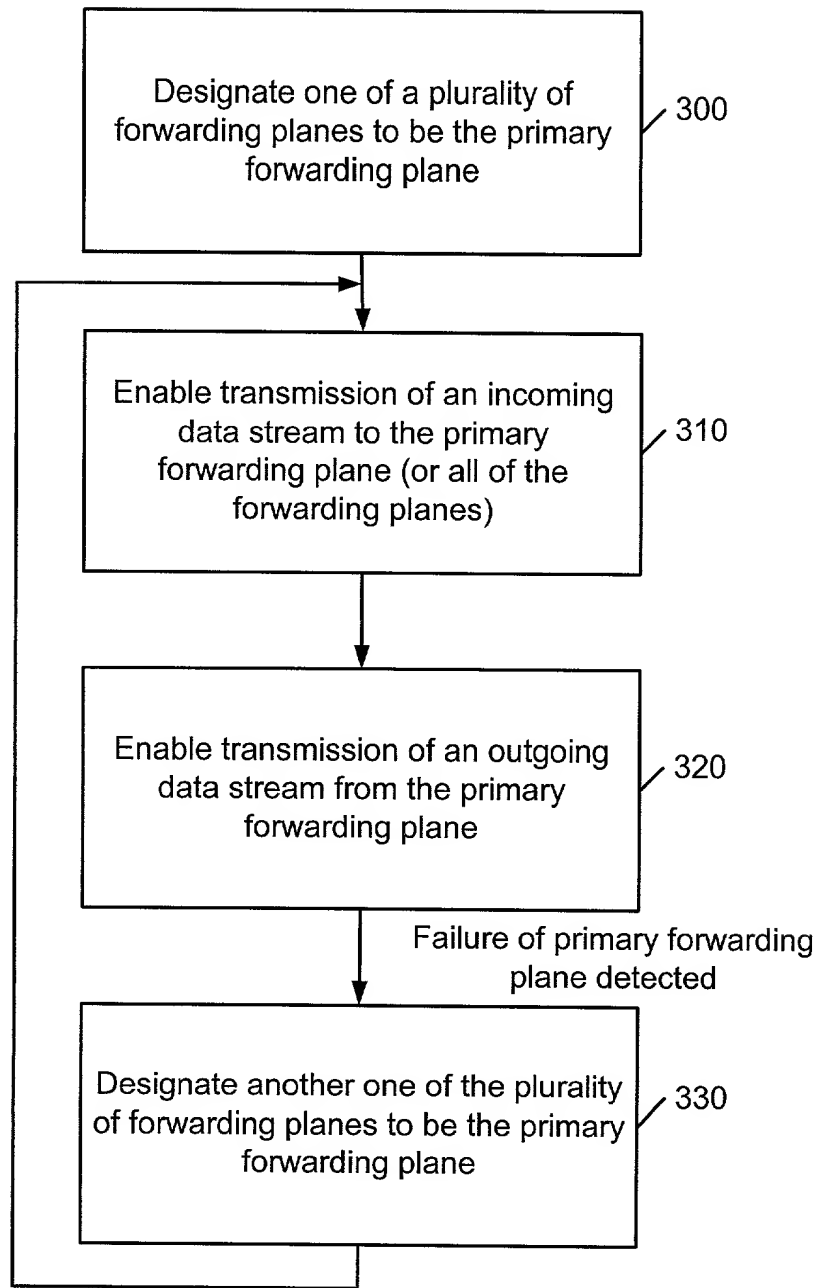 Designate one of a plurality of
forwarding planes to be the primary
forwarding plane
300
Enable transmission of an incoming
data stream to the primary
forwarding plane (or all of the
forwarding planes)
310
Enable transmission of an outgoing
data stream from the primary
forwarding plane
320
Failure of primary forwarding
plane detected
Designate another one of the plurality
of forwarding planes to be the primary
forwarding plane
330